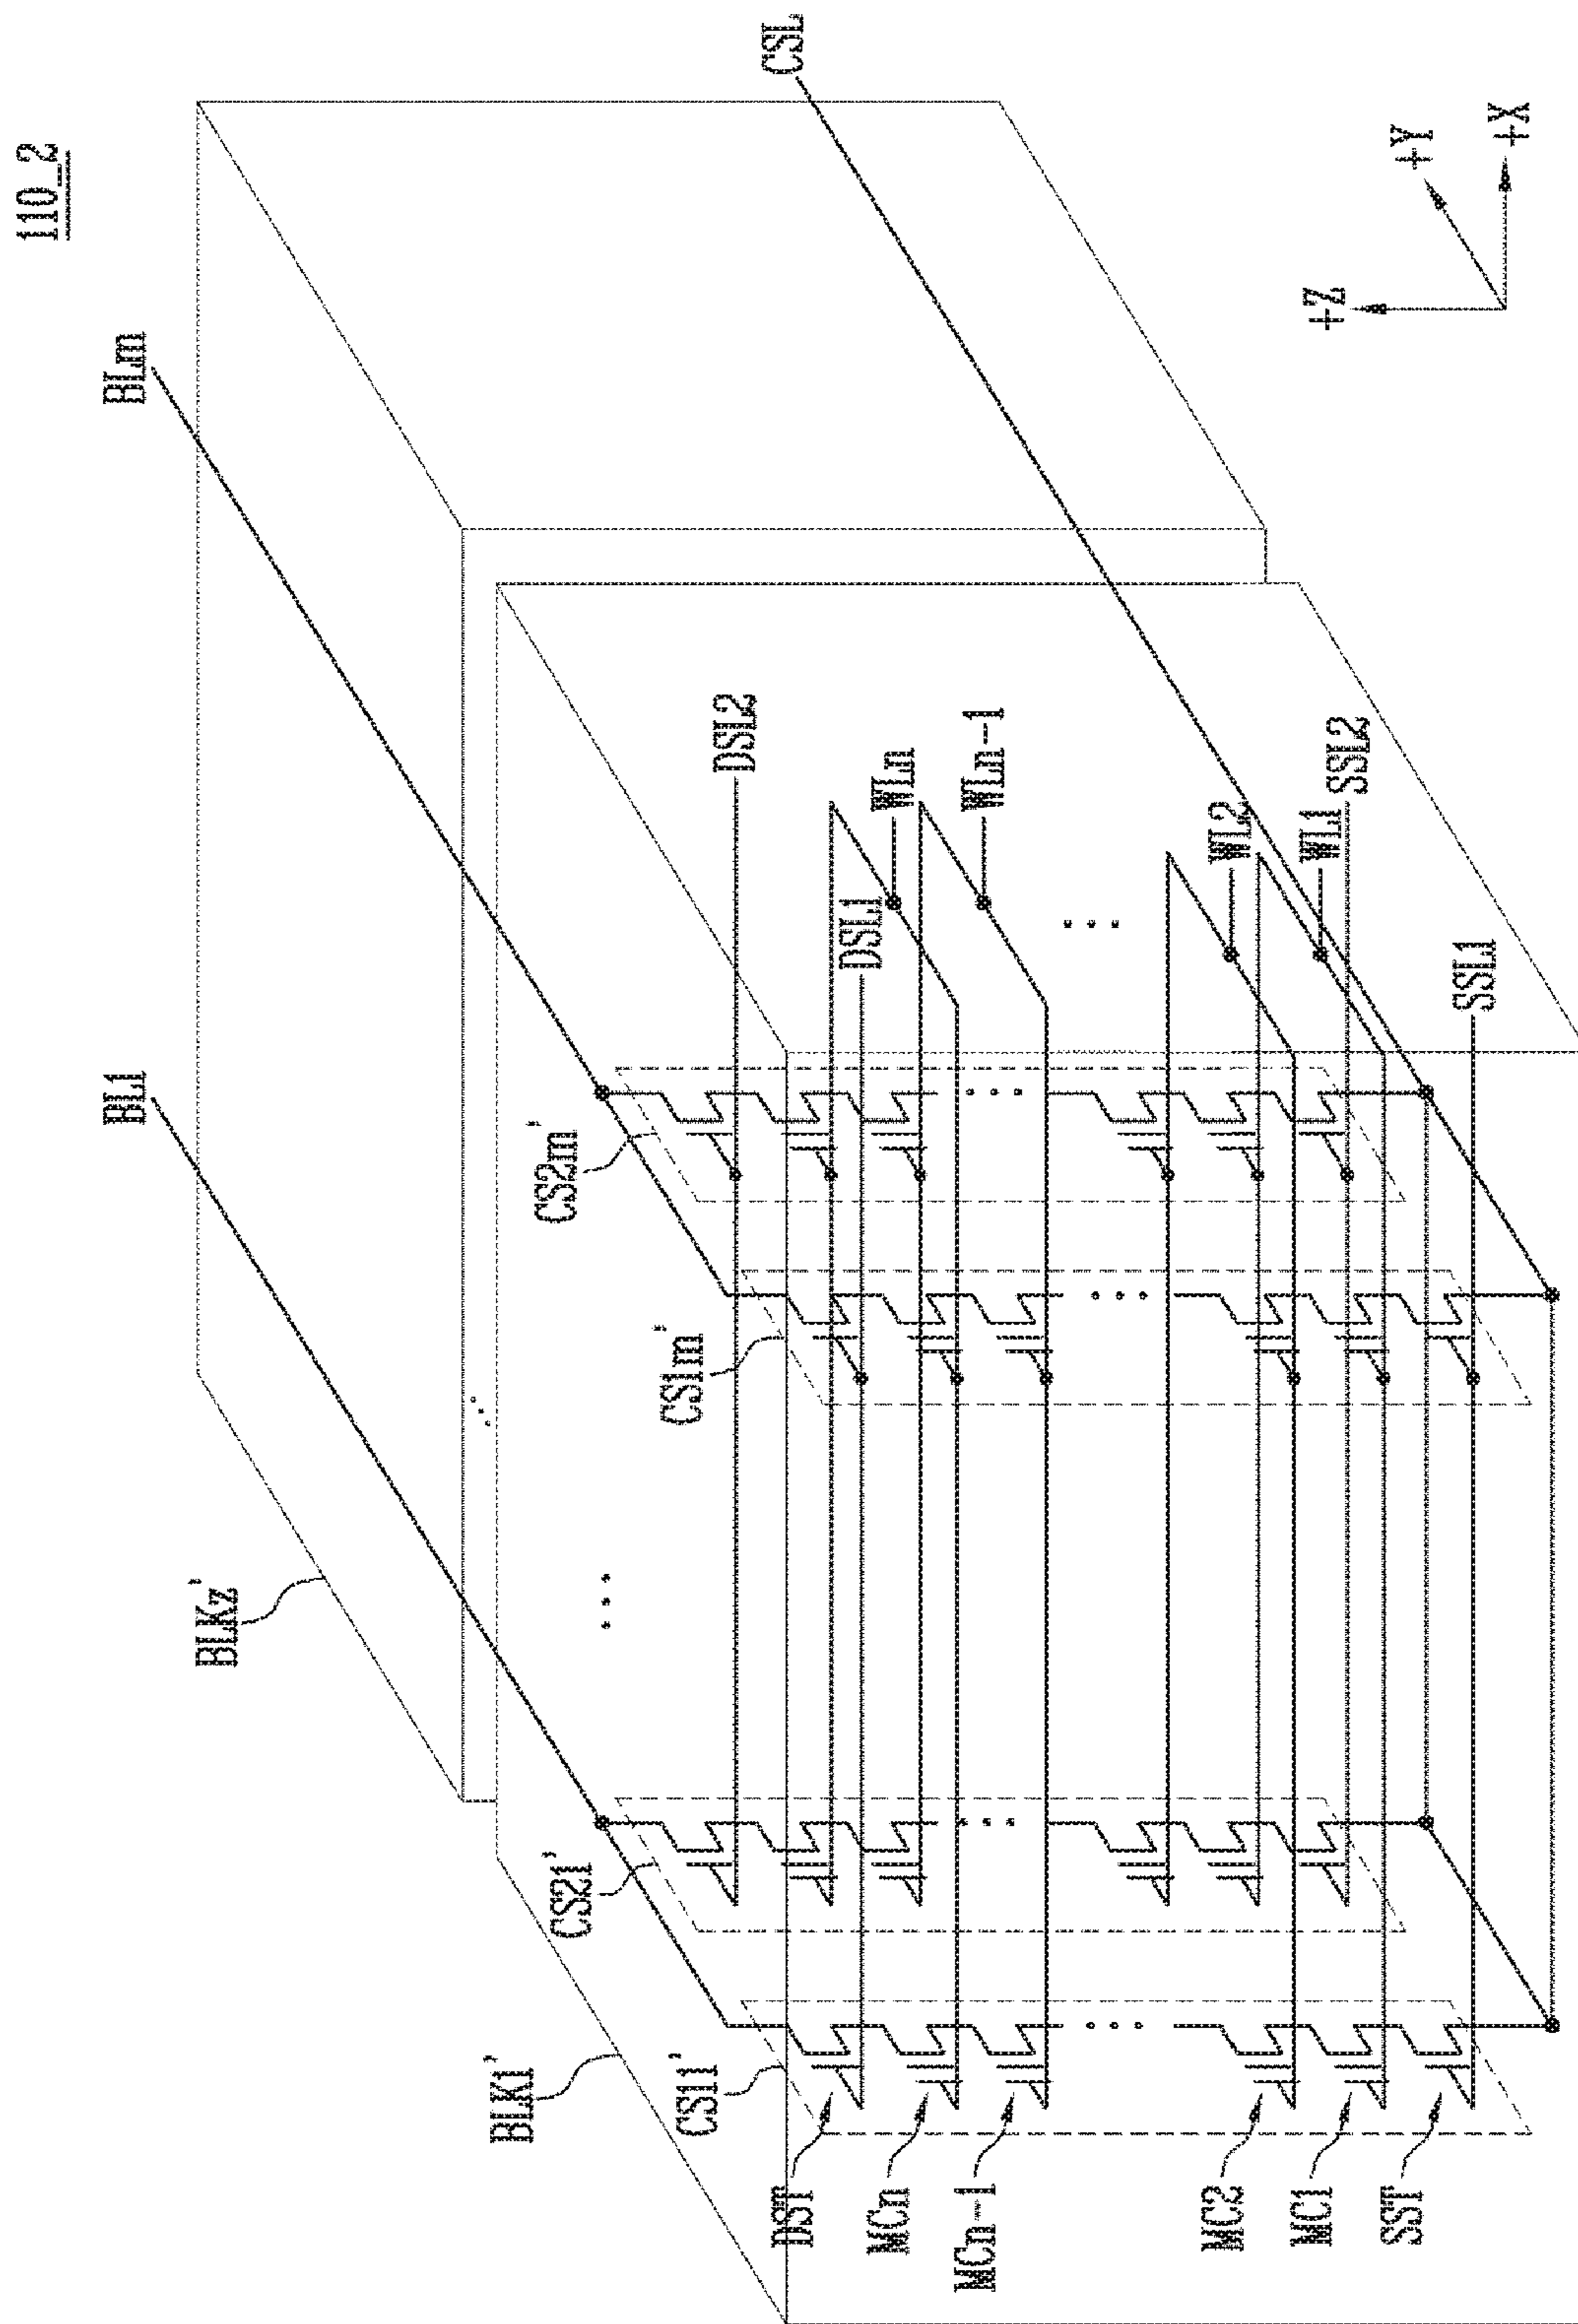 110_2
BL1
BLm
CSL
BLKz'
BLK1'
CS21'
CS2m'
CS11'
CS1m'
DSL2
DSL1
WLn
WLn-1
WL2
WL1
SSL2
SSL1
DST
MCn
MCn-1
MC2
MC1
SST
+Z
+Y
+X